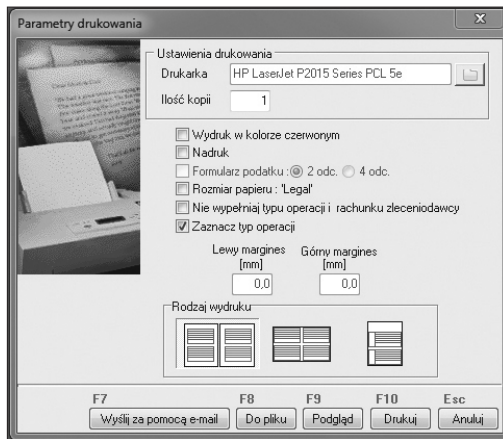 Parametry drukowania
Ustawienia drukowania
Drukarka HP LaserJet P2015 Series PCL 5e
Ilość kopii 1
Wydruk w kolorze czerwonym
Nadruk
Formularz podatku : 2 odc. 4 odc.
Rozmiar papieru : 'Legal'
Nie wypełniaj typu operacji i rachunku zleceniodawcy
Zaznacz typ operacji
Lewy margines [mm] Górny margines [mm]
0,0 0,0
Rodzaj wydruku
F7 F8 F9 F10 Esc
Wyślij za pomocą e-mail Do pliku Podgląd Drukuj Anuluj